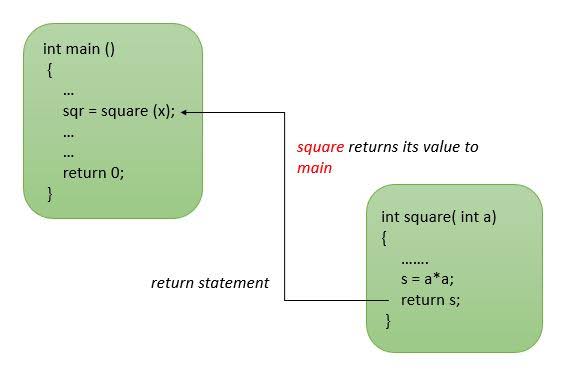 int main ()
{
...
sqr = square (x);
...
...
return 0;
}
square returns its value to
main
return statement
int square( int a)
{
.......
s = a*a;
return s;
}